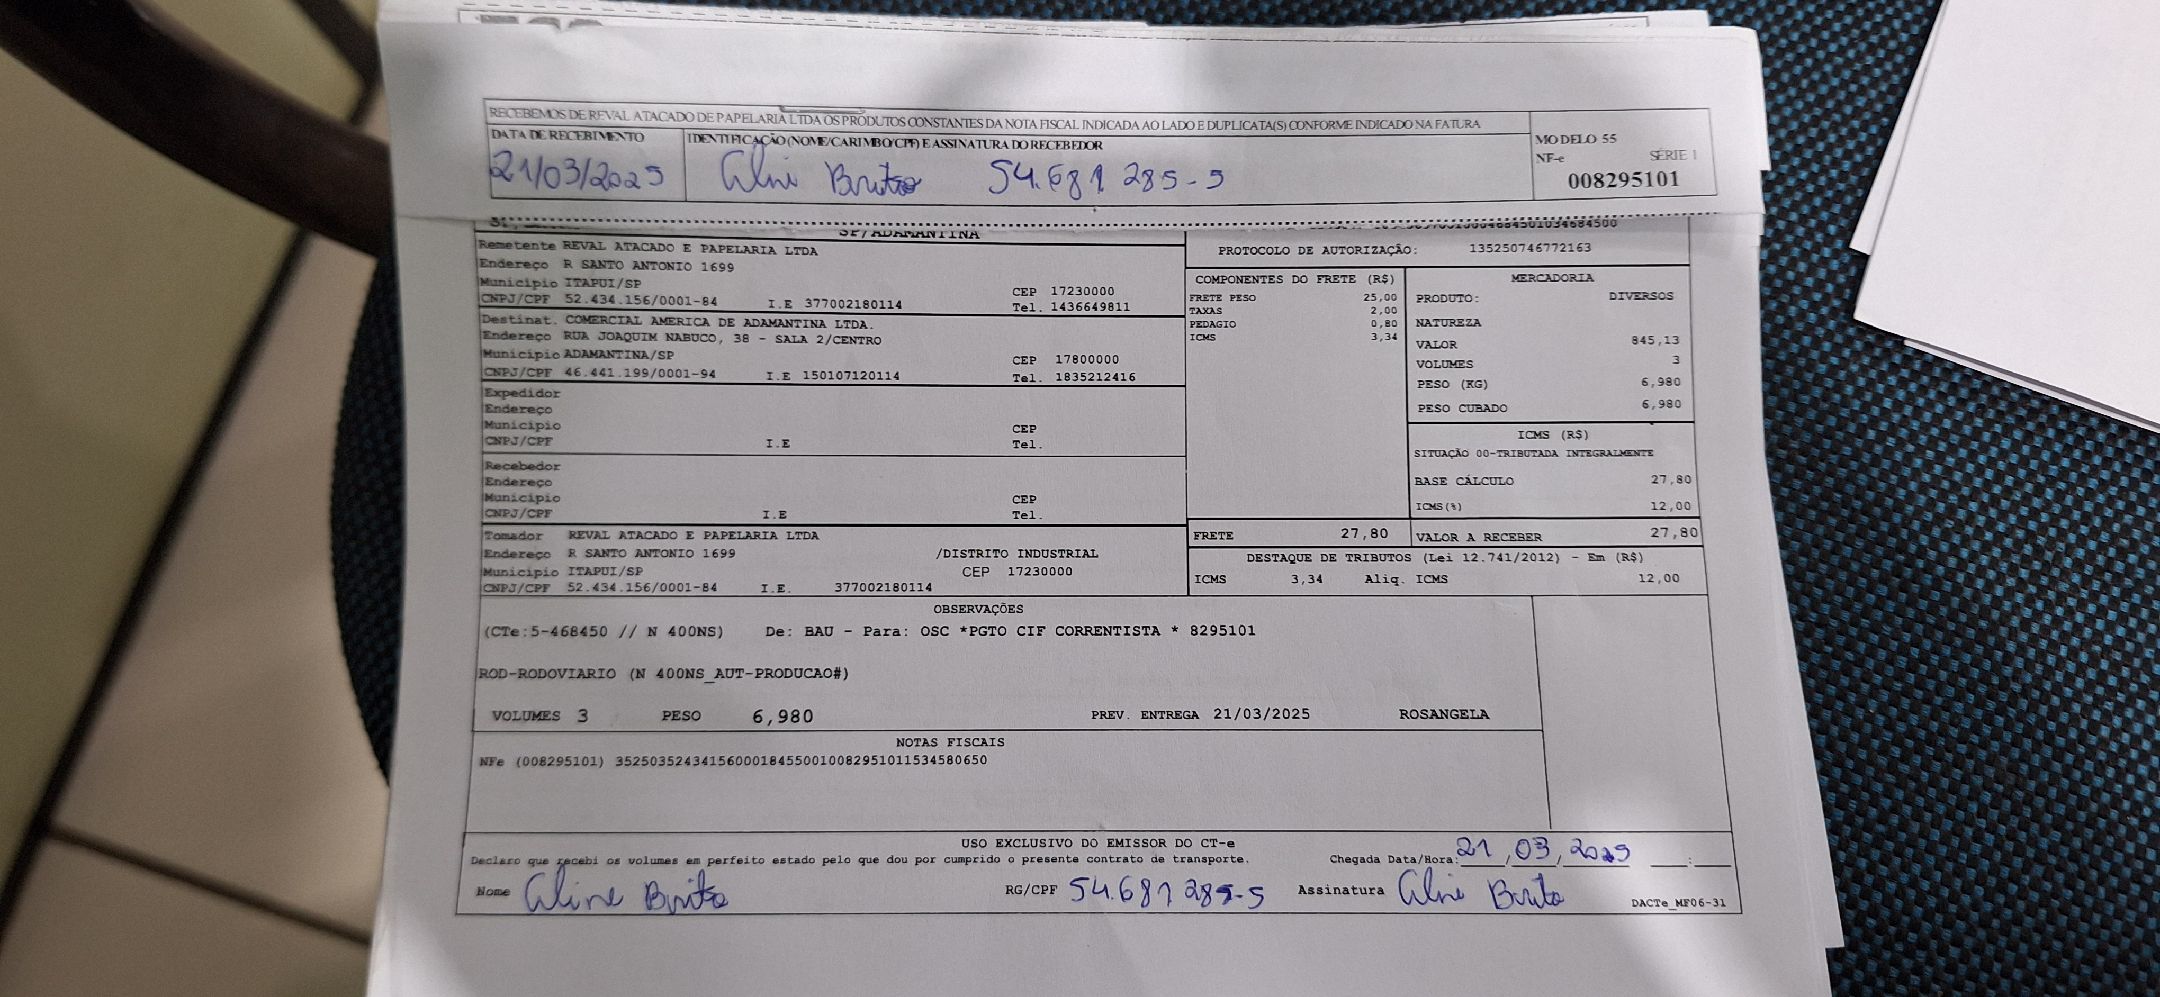 RECEBEMOS DE REVAL ATACADO DE PAPELARIA LTDA OS PRODUTOS CONSTANTES DA NOTA FISCAL INDICADA AO LADO E DUPLICATA(S) CONFORME INDICADO NA FATURA
DATA DE RECEBIMENTO IDENTIFICAÇÃO (NOME/CARIMBO/CPF) E ASSINATURA DO RECEBEDOR
21/03/2025 Aline Brito 54.681 285-5
MODELO 55
NF-e SÉRIE 1
008295101
SP/ADAMANTINA
Remetente REVAL ATACADO E PAPELARIA LTDA
Endereço R SANTO ANTONIO 1699
Municipio ITAPUI/SP CEP 17230000
CNPJ/CPF 52.434.156/0001-84 I.E 377002180114 Tel. 1436649811
Destinat. COMERCIAL AMERICA DE ADAMANTINA LTDA.
Endereço RUA JOAQUIM NABUCO, 38 - SALA 2/CENTRO
Municipio ADAMANTINA/SP CEP 17800000
CNPJ/CPF 46.441.199/0001-94 I.E 150107120114 Tel. 1835212416
Expedidor
Endereço
Municipio CEP
CNPJ/CPF I.E Tel.
Recebedor
Endereço
Municipio CEP
CNPJ/CPF I.E Tel.
Tomador REVAL ATACADO E PAPELARIA LTDA
Endereço R SANTO ANTONIO 1699 /DISTRITO INDUSTRIAL
Municipio ITAPUI/SP CEP 17230000
CNPJ/CPF 52.434.156/0001-84 I.E. 377002180114
PROTOCOLO DE AUTORIZAÇÃO: 135250746772163
COMPONENTES DO FRETE (R$)
FRETE PESO 25,00
TAXAS 2,00
PEDAGIO 0,80
ICMS 3,34
MERCADORIA
PRODUTO: DIVERSOS
NATUREZA
VALOR 845,13
VOLUMES 3
PESO (KG) 6,980
PESO CUBADO 6,980
ICMS (R$)
SITUAÇÃO 00-TRIBUTADA INTEGRALMENTE
BASE CÁLCULO 27,80
ICMS(%) 12,00
FRETE 27,80 VALOR A RECEBER 27,80
DESTAQUE DE TRIBUTOS (Lei 12.741/2012) - Em (R$)
ICMS 3,34 Aliq. ICMS 12,00
OBSERVAÇÕES
(CTe:5-468450 // N 400NS) De: BAU - Para: OSC *PGTO CIF CORRENTISTA * 8295101
ROD-RODOVIARIO (N 400NS_AUT-PRODUCAO#)
VOLUMES 3 PESO 6,980 PREV. ENTREGA 21/03/2025 ROSANGELA
NOTAS FISCAIS
NFe (008295101) 35250352434156000184550010082951011534580650
USO EXCLUSIVO DO EMISSOR DO CT-e
Declaro que recebi os volumes em perfeito estado pelo que dou por cumprido o presente contrato de transporte. Chegada Data/Hora: 21/03/2025 __:__
Nome Aline Brito RG/CPF 54.681 285-5 Assinatura Aline Brito DACTe_MF06-31